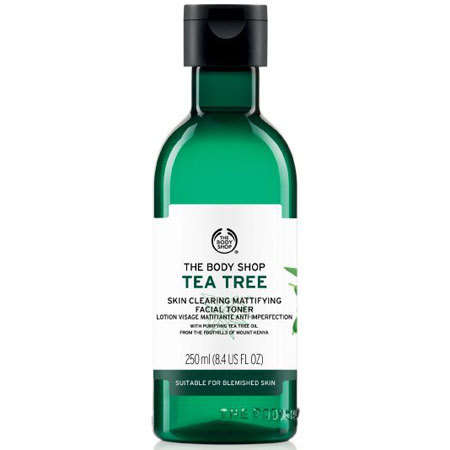 THE
BODY
SHOP
®
THE BODY SHOP
TEA TREE
SKIN CLEARING MATTIFYING
FACIAL TONER
LOTION VISAGE MATIFIANTE ANTI-IMPERFECTION
WITH PURIFYING TEA TREE OIL
FROM THE FOOTHILLS OF MOUNT KENYA
250 ml (8.4 US FL OZ)
SUITABLE FOR BLEMISHED SKIN
THE BODY